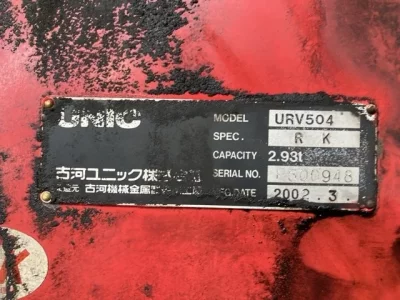 UNIC
MODEL URV504
SPEC. R K
CAPACITY 2.93t
SERIAL NO.
古河ユニック株式会社
古河機械金属
DATE 2002.3.